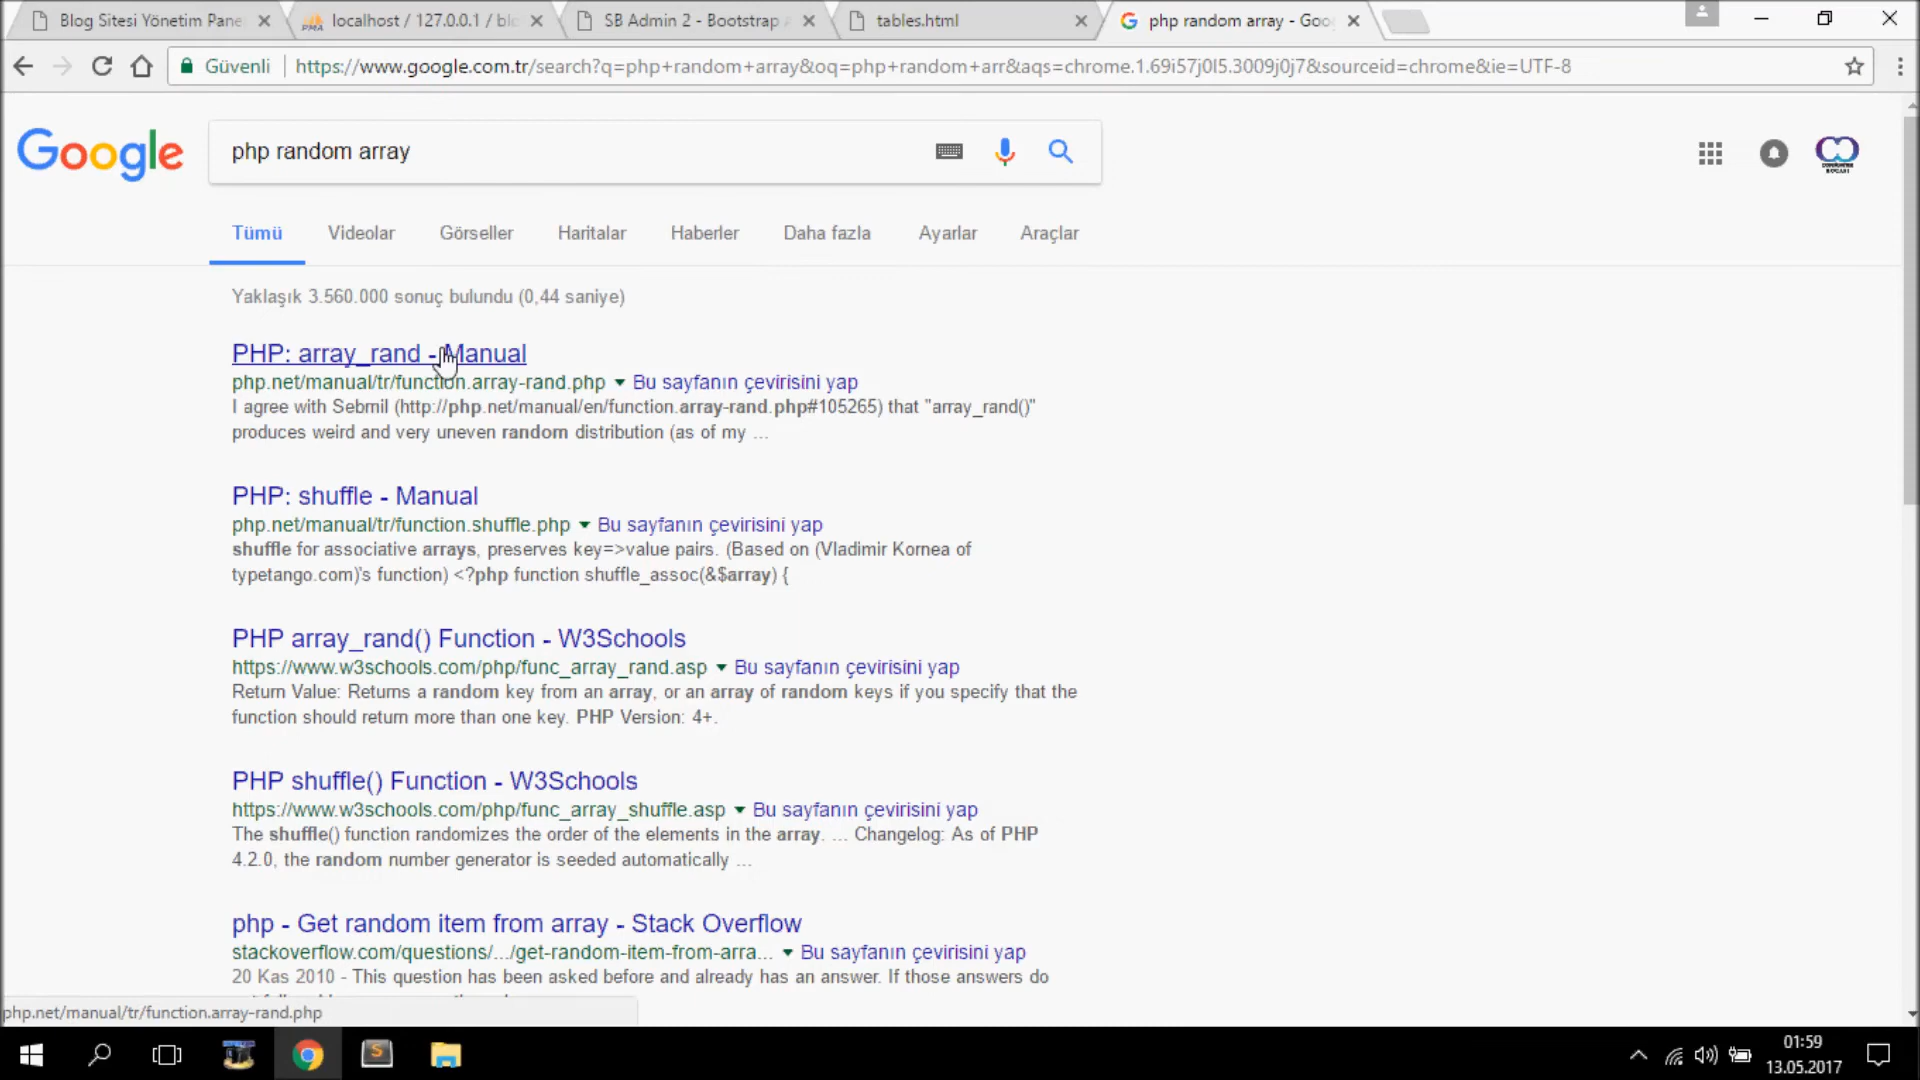 Blog Sitesi Yönetim Pane
localhost / 127.0.0.1 / blo
SB Admin 2 - Bootstrap A
tables.html
php random array - Goo
Güvenli
https://www.google.com.tr/search?q=php+random+array&oq=php+random+arr&aqs=chrome.1.69i57j0l5.3009j0j7&sourceid=chrome&ie=UTF-8
Google
php random array
Tümü
Videolar
Görseller
Haritalar
Haberler
Daha fazla
Ayarlar
Araçlar
Yaklaşık 3.560.000 sonuç bulundu (0,44 saniye)
PHP: array_rand - Manual
php.net/manual/tr/function.array-rand.php Bu sayfanın çevirisini yap
I agree with Sebmil (http://php.net/manual/en/function.array-rand.php#105265) that "array_rand()"
produces weird and very uneven random distribution (as of my ...
PHP: shuffle - Manual
php.net/manual/tr/function.shuffle.php Bu sayfanın çevirisini yap
shuffle for associative arrays, preserves key=>value pairs. (Based on (Vladimir Kornea of
typetango.com)'s function) <?php function shuffle_assoc(&$array) {
PHP array_rand() Function - W3Schools
https://www.w3schools.com/php/func_array_rand.asp Bu sayfanın çevirisini yap
Return Value: Returns a random key from an array, or an array of random keys if you specify that the
function should return more than one key. PHP Version: 4+.
PHP shuffle() Function - W3Schools
https://www.w3schools.com/php/func_array_shuffle.asp Bu sayfanın çevirisini yap
The shuffle() function randomizes the order of the elements in the array. ... Changelog: As of PHP
4.2.0, the random number generator is seeded automatically ...
php - Get random item from array - Stack Overflow
stackoverflow.com/questions/.../get-random-item-from-arra... Bu sayfanın çevirisini yap
20 Kas 2010 - This question has been asked before and already has an answer. If those answers do
php.net/manual/tr/function.array-rand.php
01:59
13.05.2017